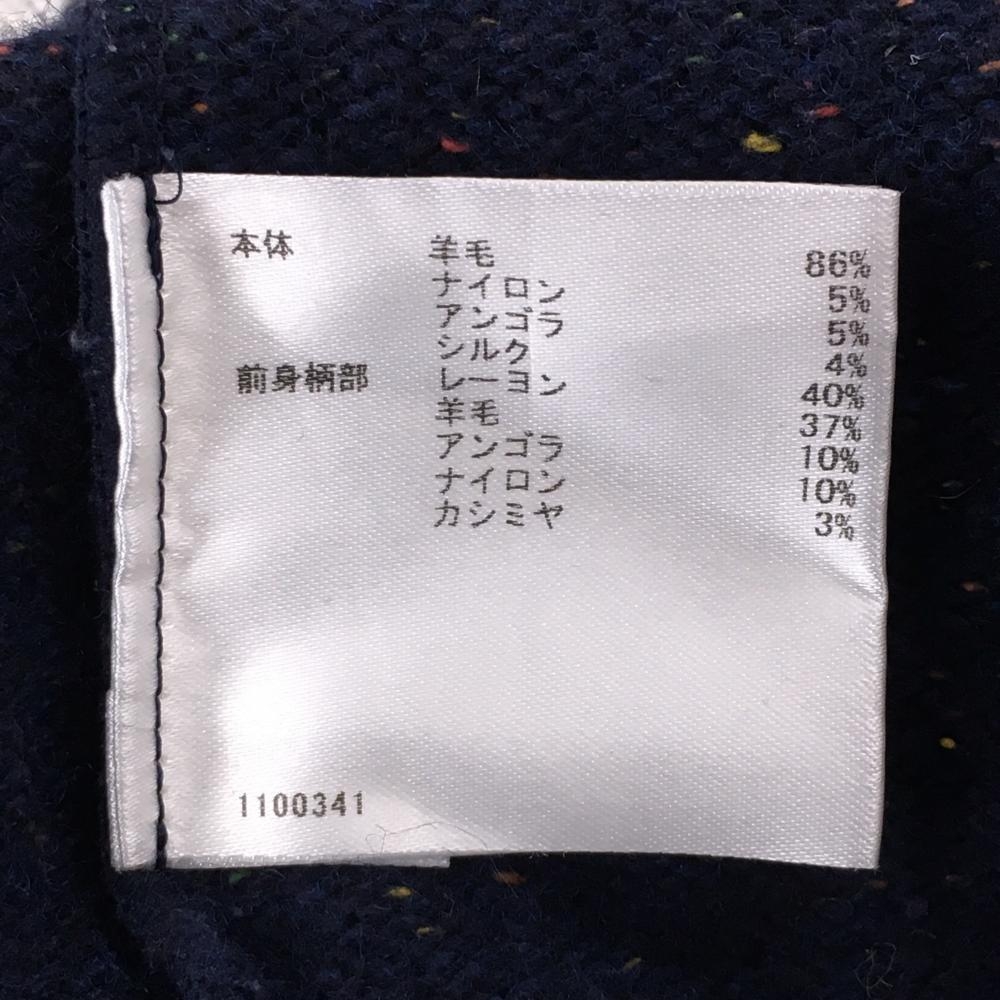 本体 羊毛 86%
ナイロン 5%
アンゴラ 5%
シルク 4%
前身柄部 レーヨン 40%
羊毛 37%
アンゴラ 10%
ナイロン 10%
カシミヤ 3%
1100341